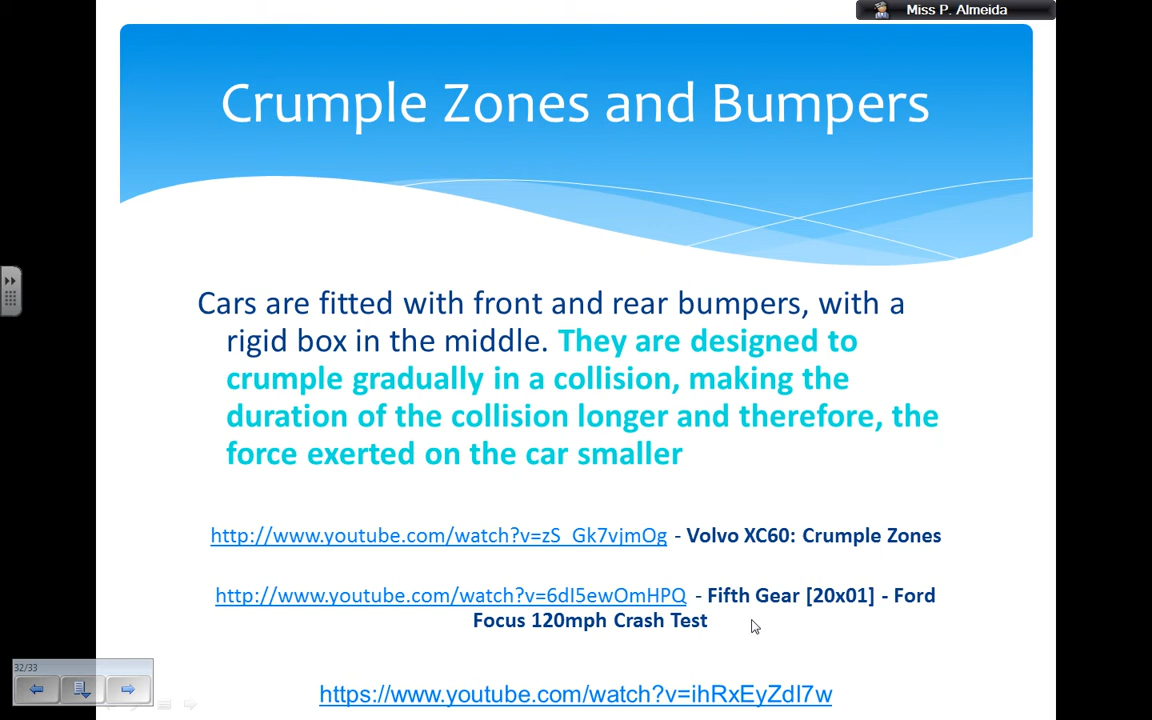 Miss P. Almeida
Crumple Zones and Bumpers
Cars are fitted with front and rear bumpers, with a
rigid box in the middle. They are designed to
crumple gradually in a collision, making the
duration of the collision longer and therefore, the
force exerted on the car smaller
http://www.youtube.com/watch?v=zS_Gk7vjmOg - Volvo XC60: Crumple Zones
http://www.youtube.com/watch?v=6dI5ewOmHPQ - Fifth Gear [20x01] - Ford
Focus 120mph Crash Test
32/33
https://www.youtube.com/watch?v=ihRxEyZdI7w